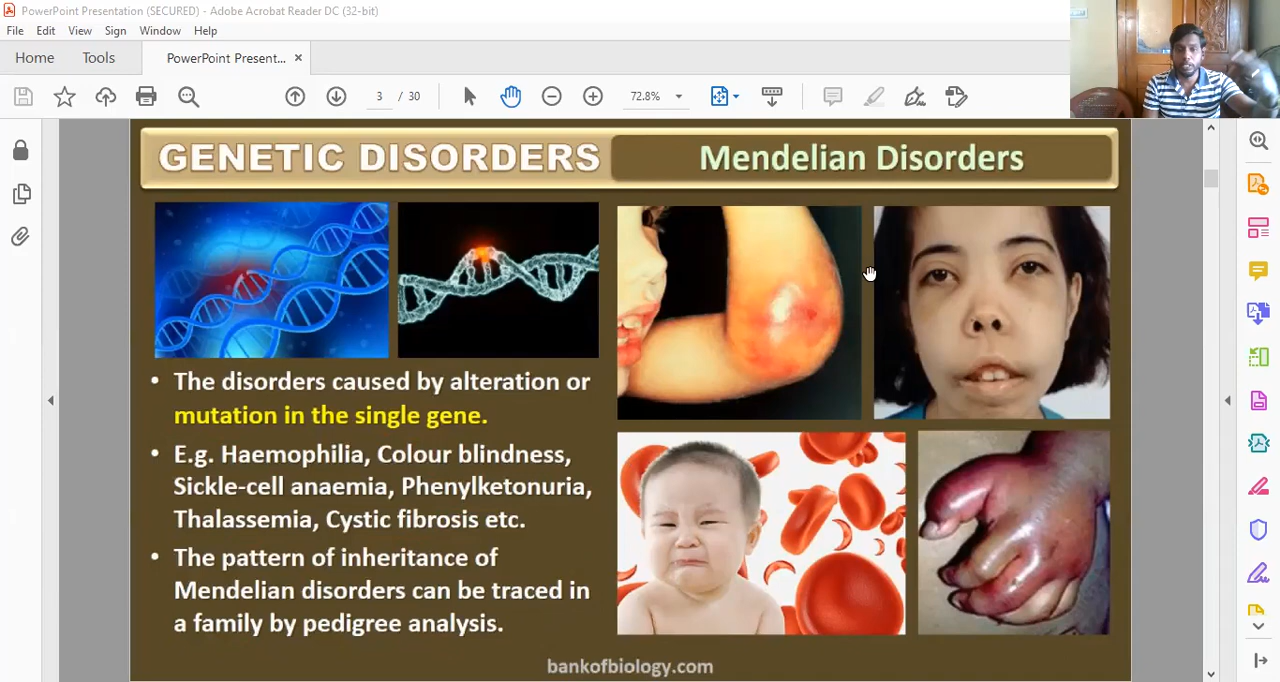 PowerPoint Presentation (SECURED) - Adobe Acrobat Reader DC (32-bit)
File Edit View Sign Window Help
Home Tools PowerPoint Present... ×
3 / 30 72.8%
GENETIC DISORDERS Mendelian Disorders
• The disorders caused by alteration or
mutation in the single gene.
• E.g. Haemophilia, Colour blindness,
Sickle-cell anaemia, Phenylketonuria,
Thalassemia, Cystic fibrosis etc.
• The pattern of inheritance of
Mendelian disorders can be traced in
a family by pedigree analysis.
bankofbiology.com